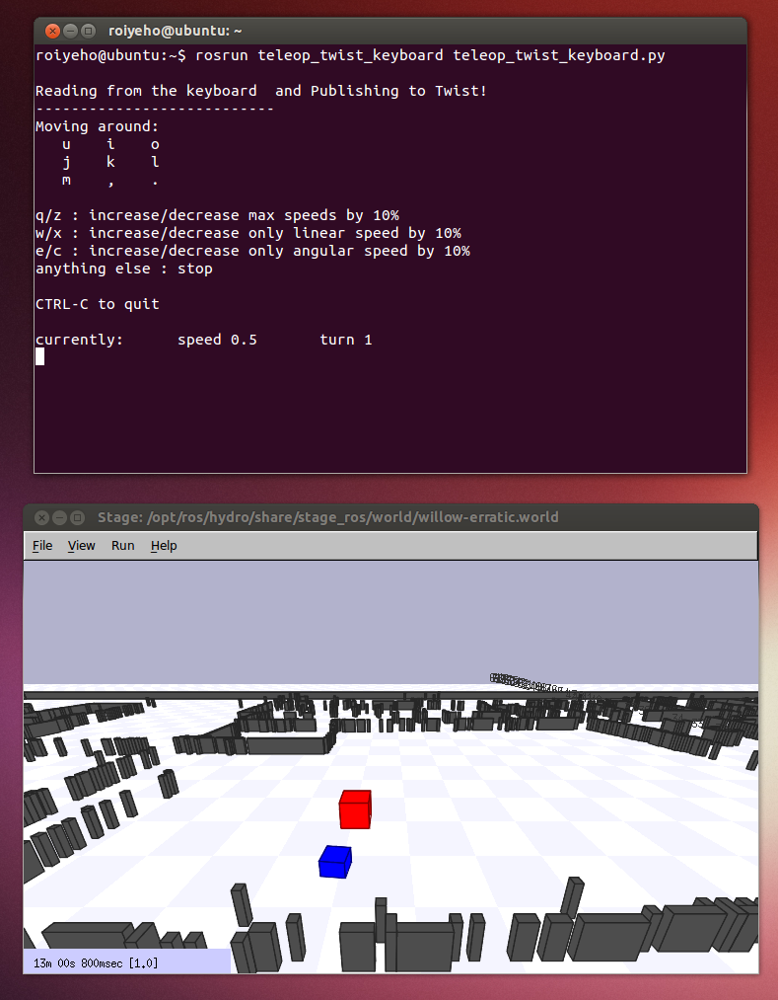 roiyeho@ubuntu: ~
roiyeho@ubuntu:~$ rosrun teleop_twist_keyboard teleop_twist_keyboard.py
Reading from the keyboard  and Publishing to Twist!
---------------------------
Moving around:
   u    i    o
   j    k    l
   m    ,    .
q/z : increase/decrease max speeds by 10%
w/x : increase/decrease only linear speed by 10%
e/c : increase/decrease only angular speed by 10%
anything else : stop
CTRL-C to quit
currently:      speed 0.5       turn 1
Stage: /opt/ros/hydro/share/stage_ros/world/willow-erratic.world
File View Run Help
13m 00s 800msec [1.0]